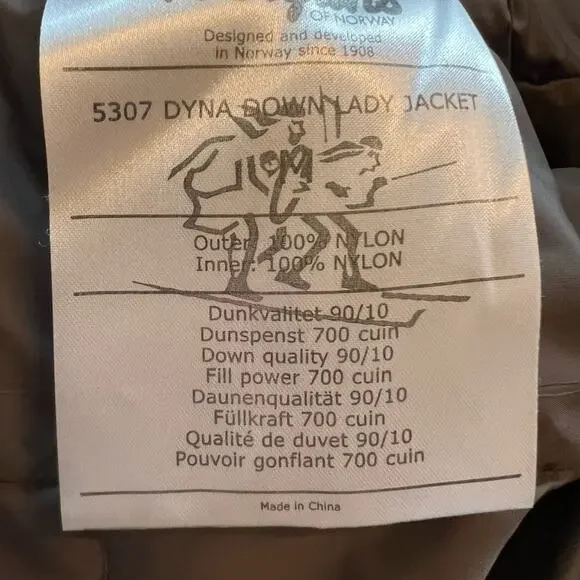 OF NORWAY
Designed and developed
in Norway since 1908
5307 DYNA DOWN LADY JACKET
Outer: 100% NYLON
Inner: 100% NYLON
Dunkvalitet 90/10
Dunspenst 700 cuin
Down quality 90/10
Fill power 700 cuin
Daunenqualität 90/10
Füllkraft 700 cuin
Qualité de duvet 90/10
Pouvoir gonflant 700 cuin
Made in China